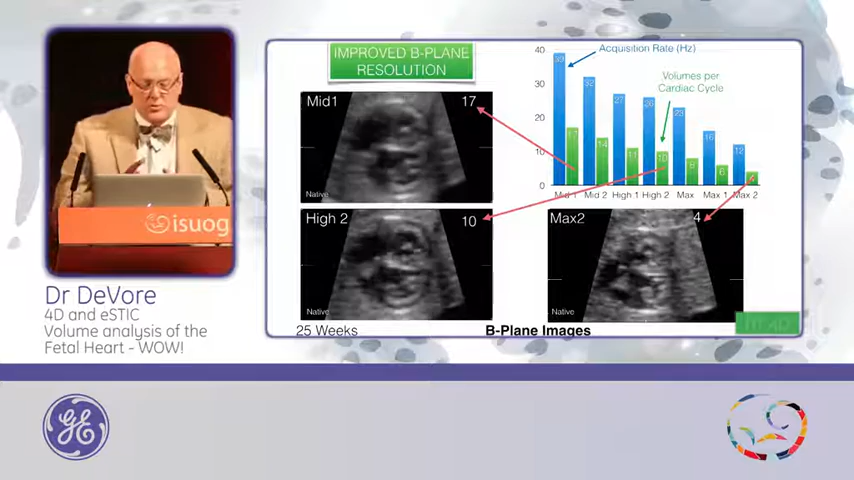 IMPROVED B-PLANE
RESOLUTION
Mid1
17
Native
High 2
10
Native
25 Weeks
40
30
20
10
0
Acquisition Rate (Hz)
Volumes per
Cardiac Cycle
39
32
27
26
23
16
12
17
14
11
10
8
6
Mid 1
Mid 2
High 1
High 2
Max
Max 1
Max 2
Max2
4
Native
B-Plane Images
isuog
Dr DeVore
4D and eSTIC
Volume analysis of the
Fetal Heart - WOW!
GE